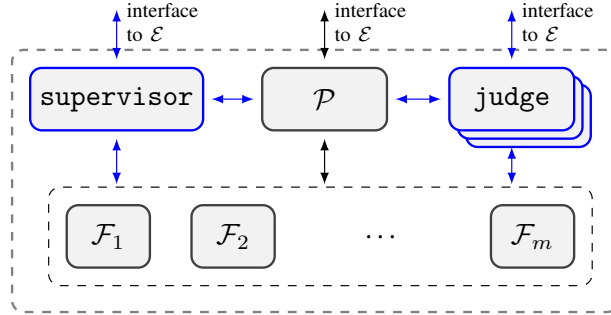 interface interface interface
to ℰ to ℰ to ℰ
supervisor 𝒫 judge
ℱ₁ ℱ₂ ⋯ ℱₘ